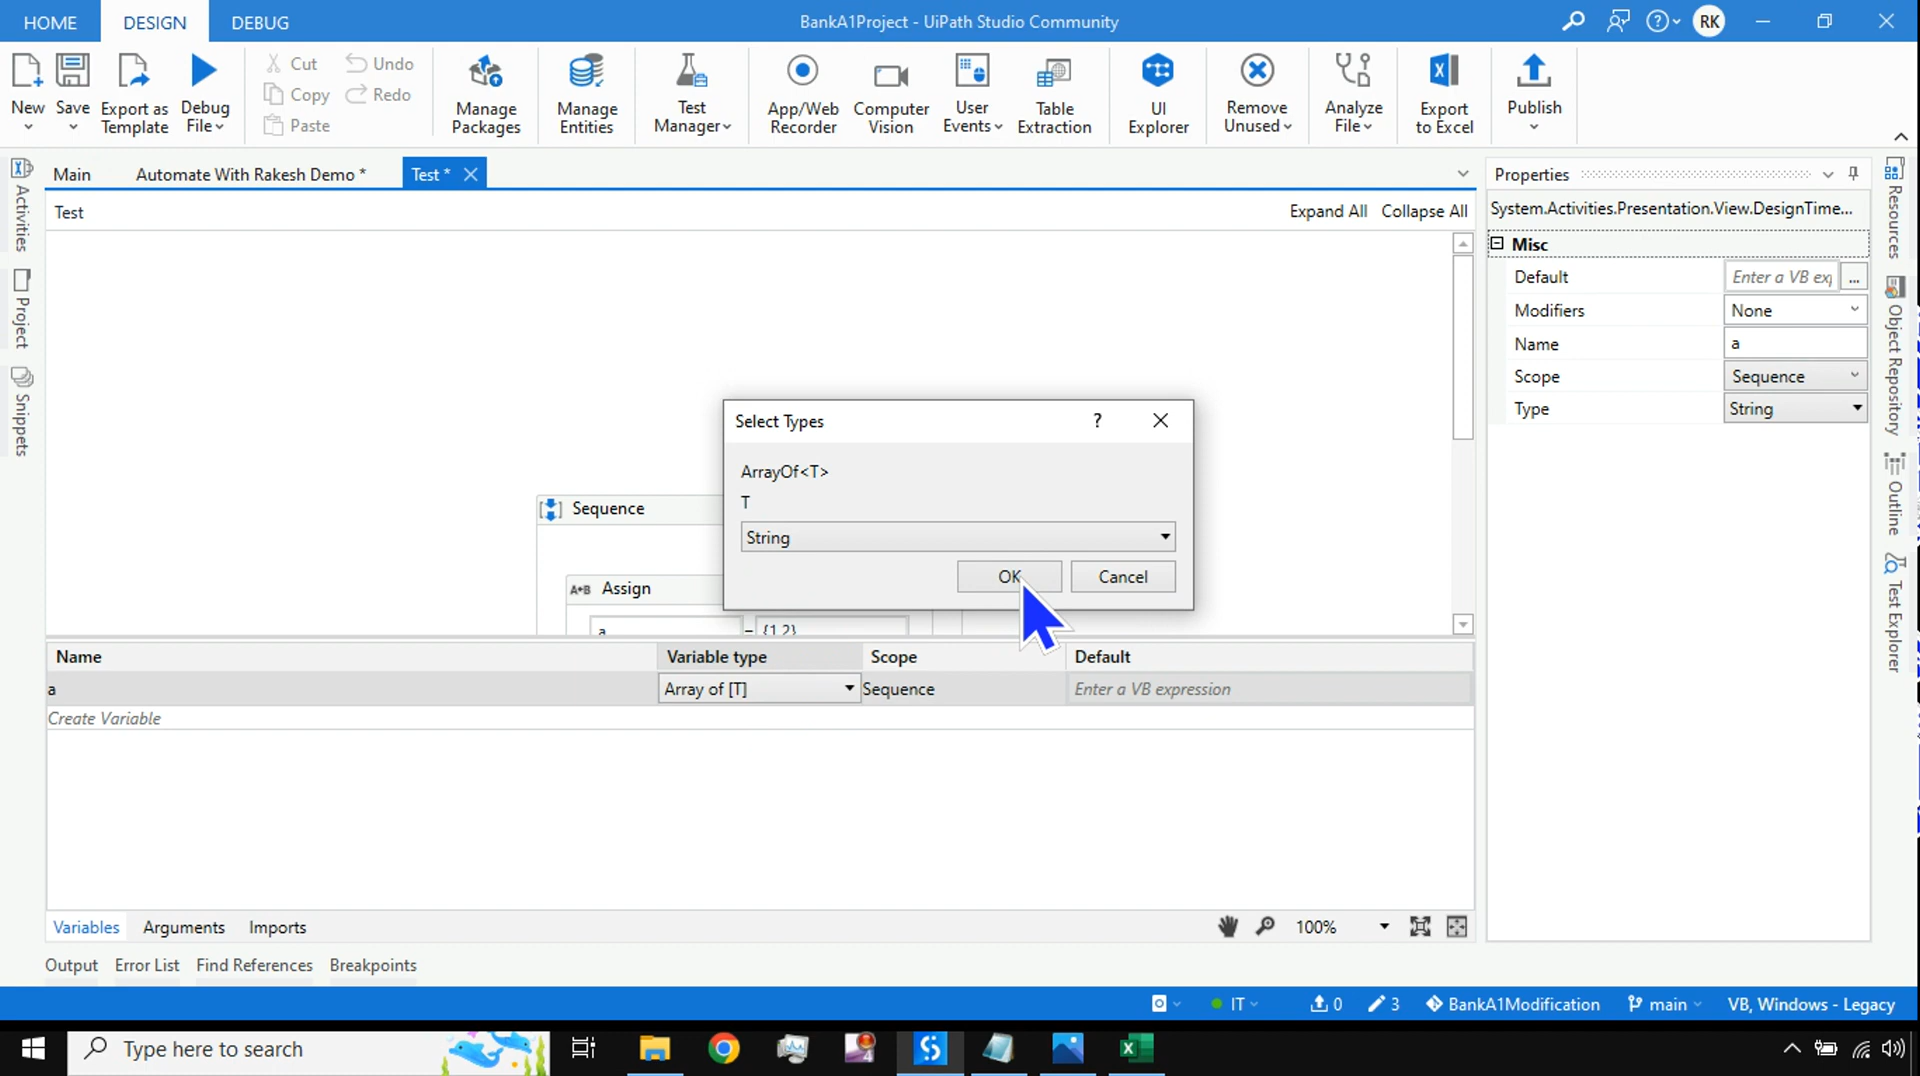 HOME DESIGN DEBUG BankA1Project - UiPath Studio Community RK
New Save Export as Template Debug File Cut Copy Paste Undo Redo Manage Packages Manage Entities Test Manager App/Web Recorder Computer Vision User Events Table Extraction UI Explorer Remove Unused Analyze File Export to Excel Publish
Main Automate With Rakesh Demo * Test * Properties
Test Expand All Collapse All System.Activities.Presentation.View.DesignTime...
Misc
Default Enter a VB exp ...
Modifiers None
Name a
Scope Sequence
Type String
Activities
Project
Snippets
Resources
Object Repository
Outline
Test Explorer
Select Types ?
ArrayOf<T>
T
String
OK Cancel
Sequence
A+B Assign
a = {1,2}
Name Variable type Scope Default
a Array of [T] Sequence Enter a VB expression
Create Variable
Variables Arguments Imports 100%
Output Error List Find References Breakpoints
IT 0 3 BankA1Modification main VB, Windows - Legacy
Type here to search